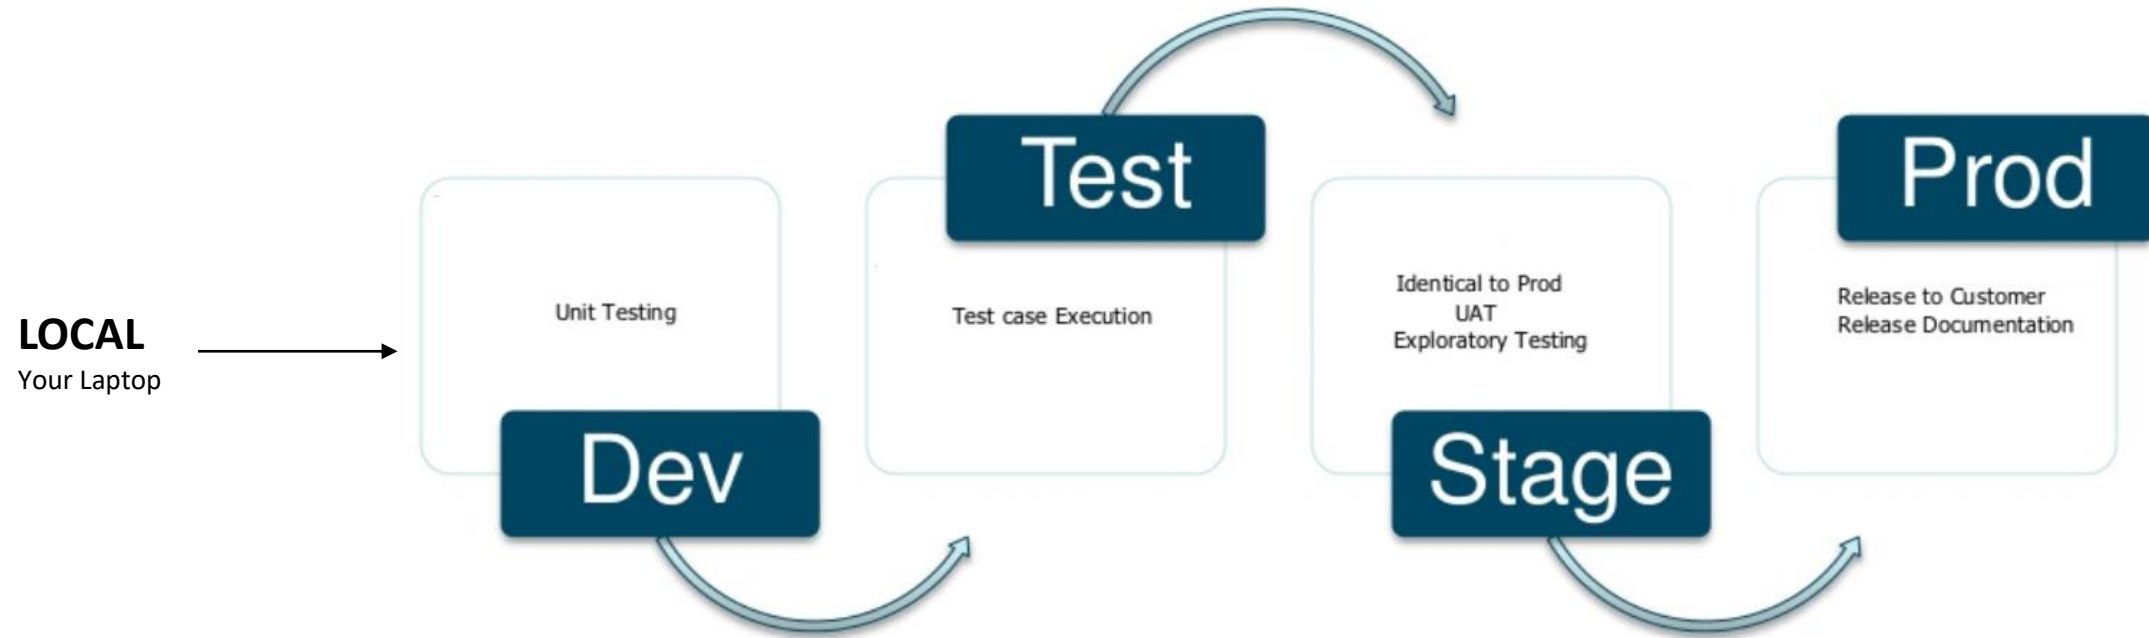 LOCAL
Your Laptop
Unit Testing
Dev
Test
Test case Execution
Identical to Prod
UAT
Exploratory Testing
Stage
Prod
Release to Customer
Release Documentation